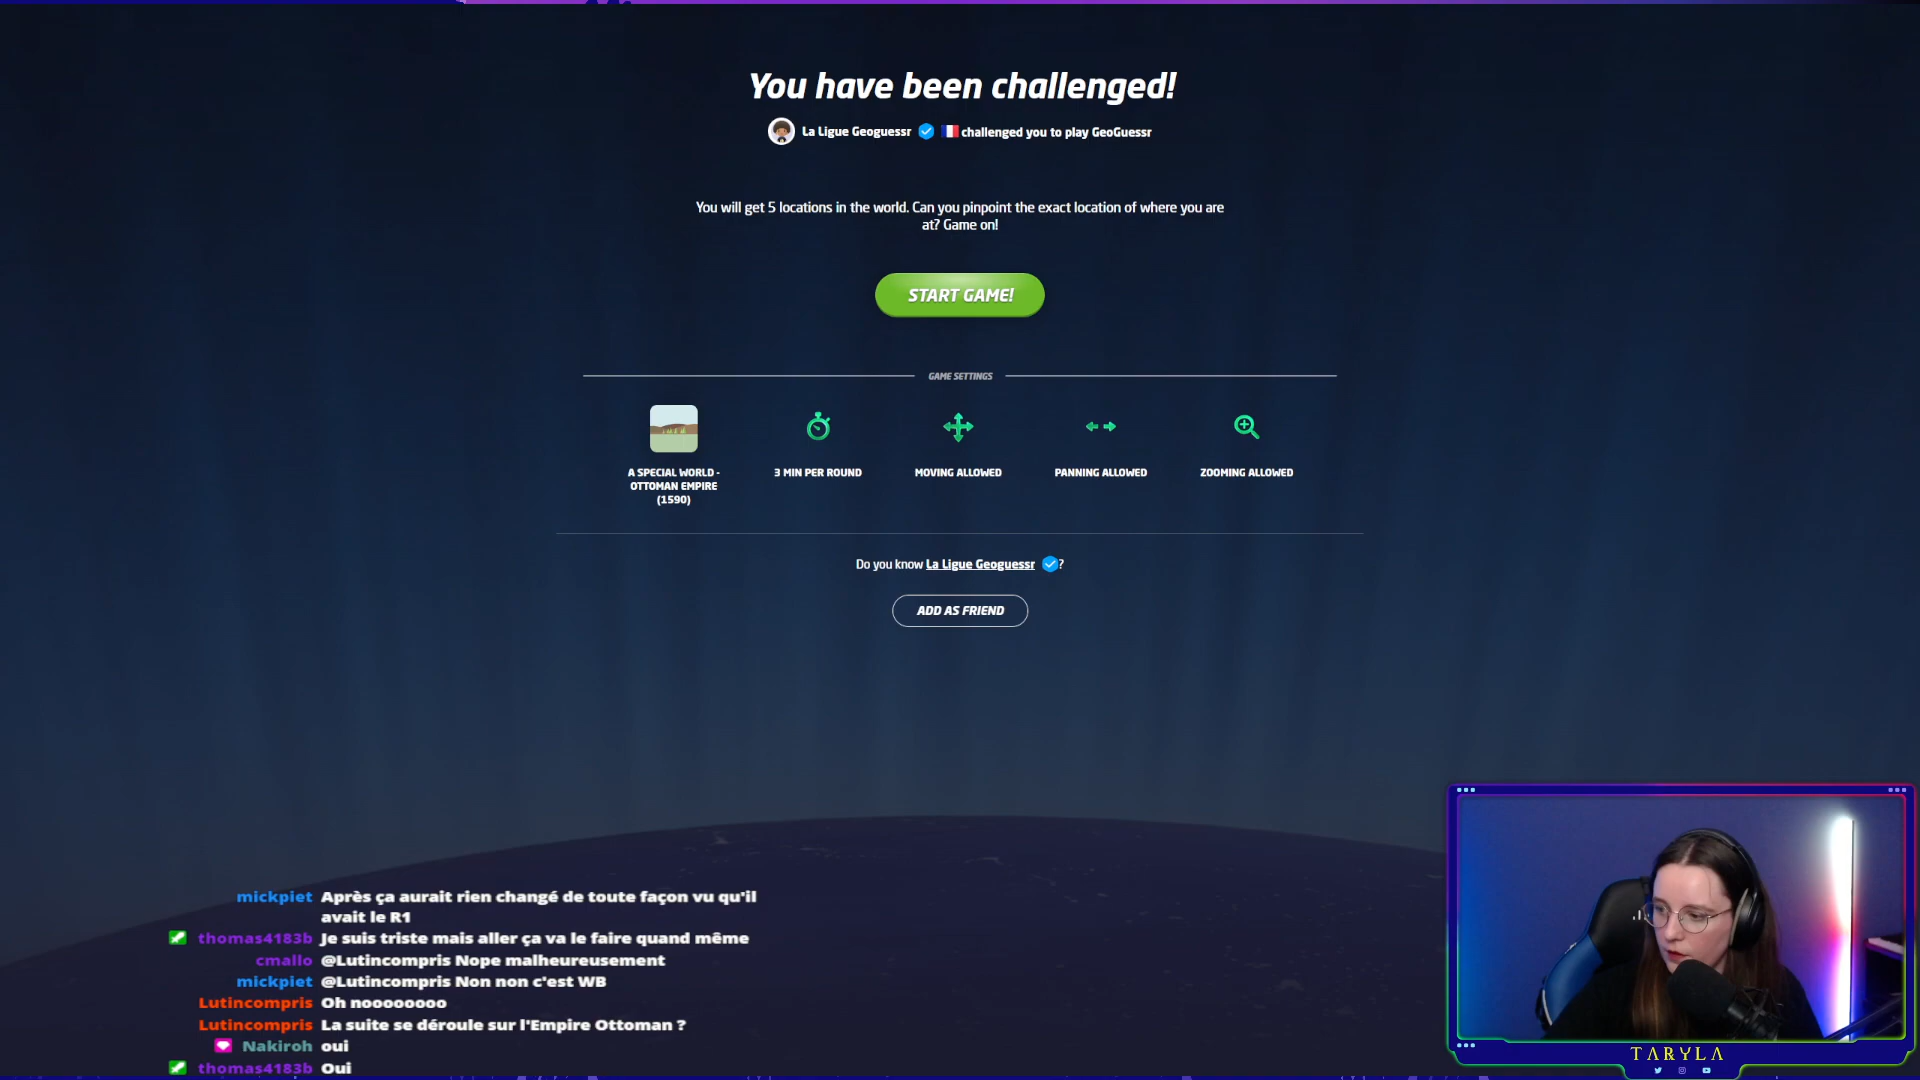 You have been challenged!
La Ligue Geoguessr challenged you to play GeoGuessr
You will get 5 locations in the world. Can you pinpoint the exact location of where you are
at? Game on!
START GAME!
GAME SETTINGS
A SPECIAL WORLD -
OTTOMAN EMPIRE
(1590)
3 MIN PER ROUND
MOVING ALLOWED
PANNING ALLOWED
ZOOMING ALLOWED
Do you know La Ligue Geoguessr ?
ADD AS FRIEND
mickpiet Après ça aurait rien changé de toute façon vu qu'il
avait le R1
thomas4183b Je suis triste mais aller ça va le faire quand même
cmallo @Lutincompris Nope malheureusement
mickpiet @Lutincompris Non non c'est WB
Lutincompris Oh noooooooo
Lutincompris La suite se déroule sur l'Empire Ottoman ?
Nakiroh oui
thomas4183b Oui
TARYLA